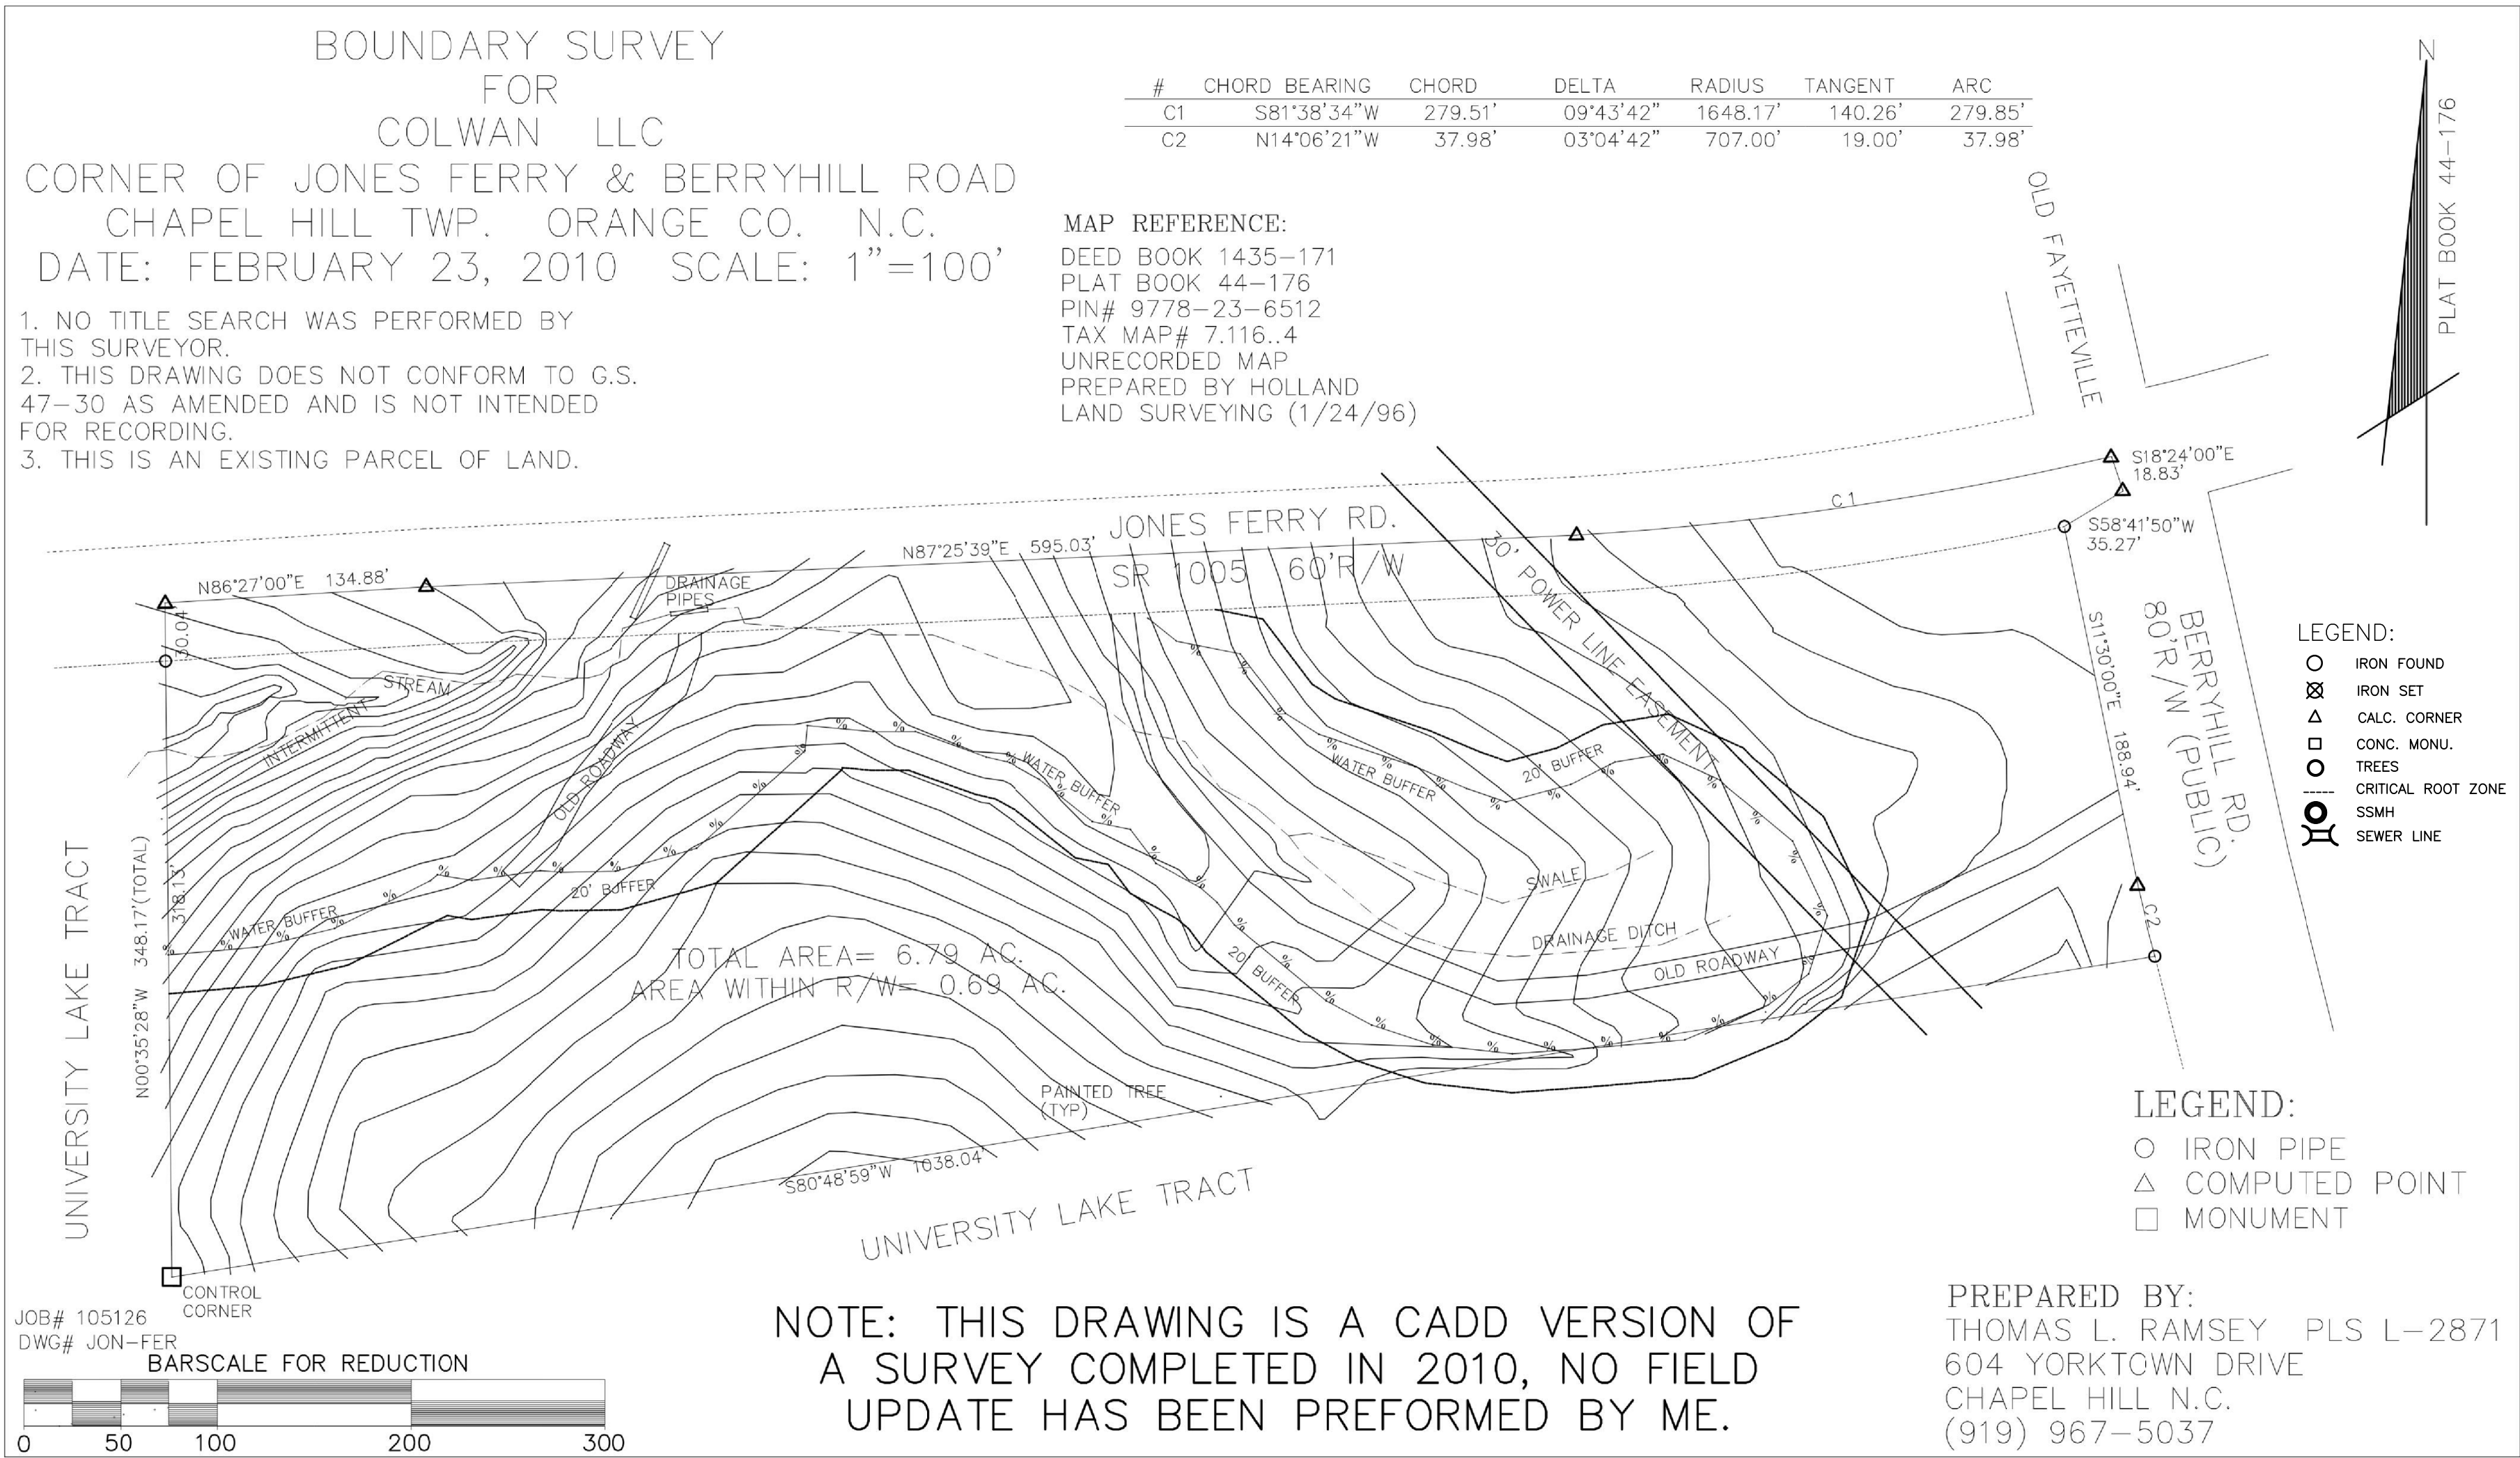 BOUNDARY SURVEY
FOR
COLWAN LLC
CORNER OF JONES FERRY & BERRYHILL ROAD
CHAPEL HILL TWP. ORANGE CO. N.C.
DATE: FEBRUARY 23, 2010 SCALE: 1"=100'
1. NO TITLE SEARCH WAS PERFORMED BY
THIS SURVEYOR.
2. THIS DRAWING DOES NOT CONFORM TO G.S.
47-30 AS AMENDED AND IS NOT INTENDED
FOR RECORDING.
3. THIS IS AN EXISTING PARCEL OF LAND.
# CHORD BEARING CHORD DELTA RADIUS TANGENT ARC
C1 S81°38'34"W 279.51' 09°43'42" 1648.17' 140.26' 279.85'
C2 N14°06'21"W 37.98' 03°04'42" 707.00' 19.00' 37.98'
MAP REFERENCE:
DEED BOOK 1435-171
PLAT BOOK 44-176
PIN# 9778-23-6512
TAX MAP# 7.116..4
UNRECORDED MAP
PREPARED BY HOLLAND
LAND SURVEYING (1/24/96)
N
PLAT BOOK 44-176
OLD FAYETTEVILLE
S18°24'00"E
18.83'
S58°41'50"W
35.27'
C1
JONES FERRY RD.
SR 1005 60'R/W
N87°25'39"E 595.03'
N86°27'00"E 134.88'
30.04'
DRAINAGE
PIPES
30' POWER LINE EASEMENT
S11°30'00"E 188.94'
BERRYHILL RD.
80'R/W (PUBLIC)
C2
STREAM
INTERMITTENT
OLD ROADWAY
WATER BUFFER
WATER BUFFER
20' BUFFER
20' BUFFER
WATER BUFFER
SWALE
DRAINAGE DITCH
OLD ROADWAY
20' BUFFER
TOTAL AREA= 6.79 AC.
AREA WITHIN R/W= 0.69 AC.
UNIVERSITY LAKE TRACT
N00°35'28"W 348.17'(TOTAL)
318.13'
PAINTED TREE
(TYP)
S80°48'59"W 1038.04'
UNIVERSITY LAKE TRACT
CONTROL
CORNER
LEGEND:
IRON FOUND
IRON SET
CALC. CORNER
CONC. MONU.
TREES
CRITICAL ROOT ZONE
SSMH
SEWER LINE
LEGEND:
IRON PIPE
COMPUTED POINT
MONUMENT
JOB# 105126
DWG# JON-FER
BARSCALE FOR REDUCTION
0 50 100 200 300
NOTE: THIS DRAWING IS A CADD VERSION OF
A SURVEY COMPLETED IN 2010, NO FIELD
UPDATE HAS BEEN PREFORMED BY ME.
PREPARED BY:
THOMAS L. RAMSEY PLS L-2871
604 YORKTOWN DRIVE
CHAPEL HILL N.C.
(919) 967-5037